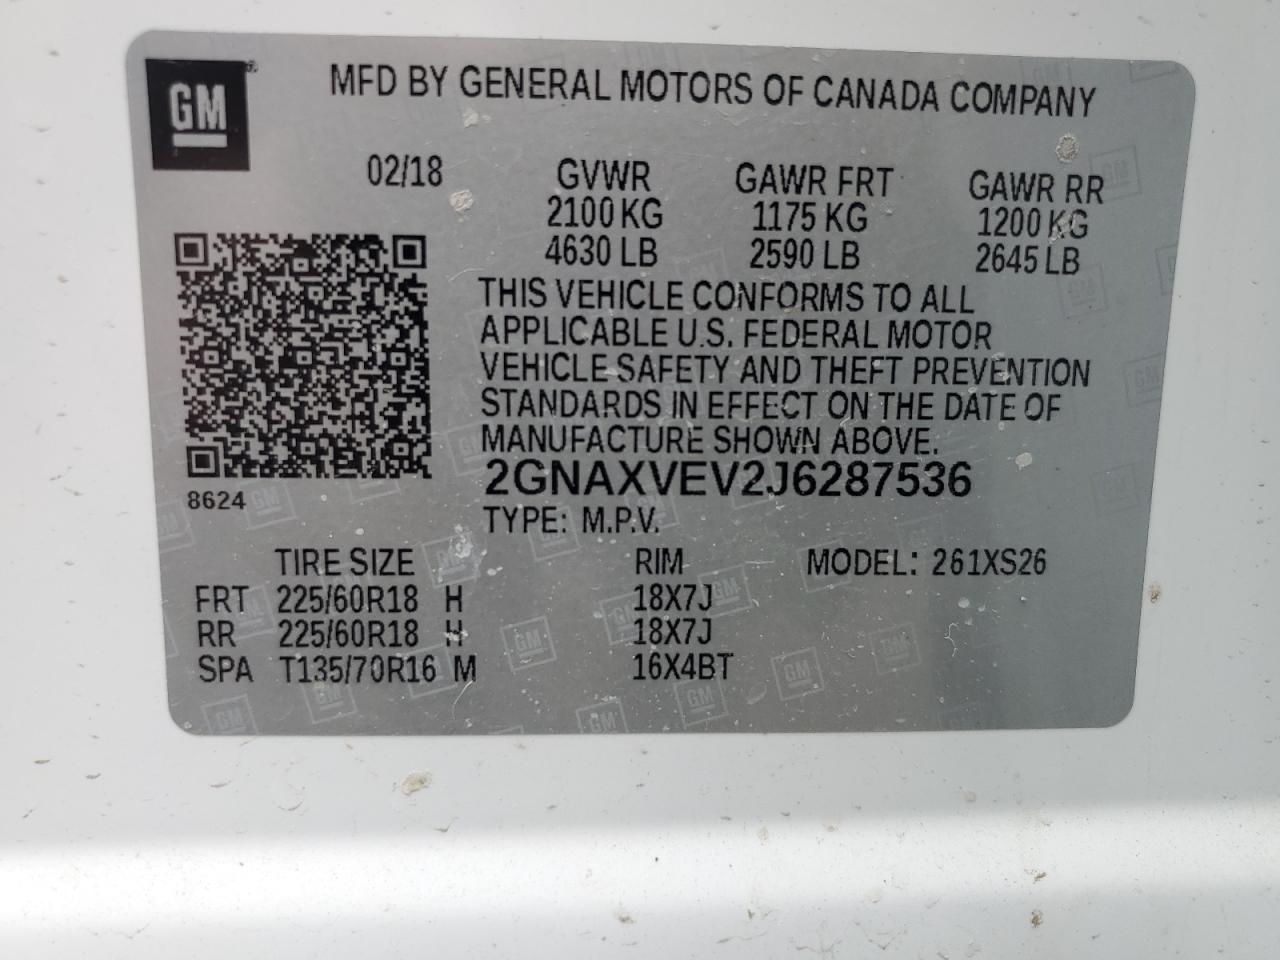 GM
MFD BY GENERAL MOTORS OF CANADA COMPANY
02/18
GVWR GAWR FRT GAWR RR
2100 KG 1175 KG 1200 KG
4630 LB 2590 LB 2645 LB
THIS VEHICLE CONFORMS TO ALL
APPLICABLE U.S. FEDERAL MOTOR
VEHICLE SAFETY AND THEFT PREVENTION
STANDARDS IN EFFECT ON THE DATE OF
MANUFACTURE SHOWN ABOVE.
2GNAXVEV2J6287536
8624
TYPE: M.P.V.
TIRE SIZE RIM MODEL: 261XS26
FRT 225/60R18 H 18X7J
RR 225/60R18 H 18X7J
SPA T135/70R16 M 16X4BT